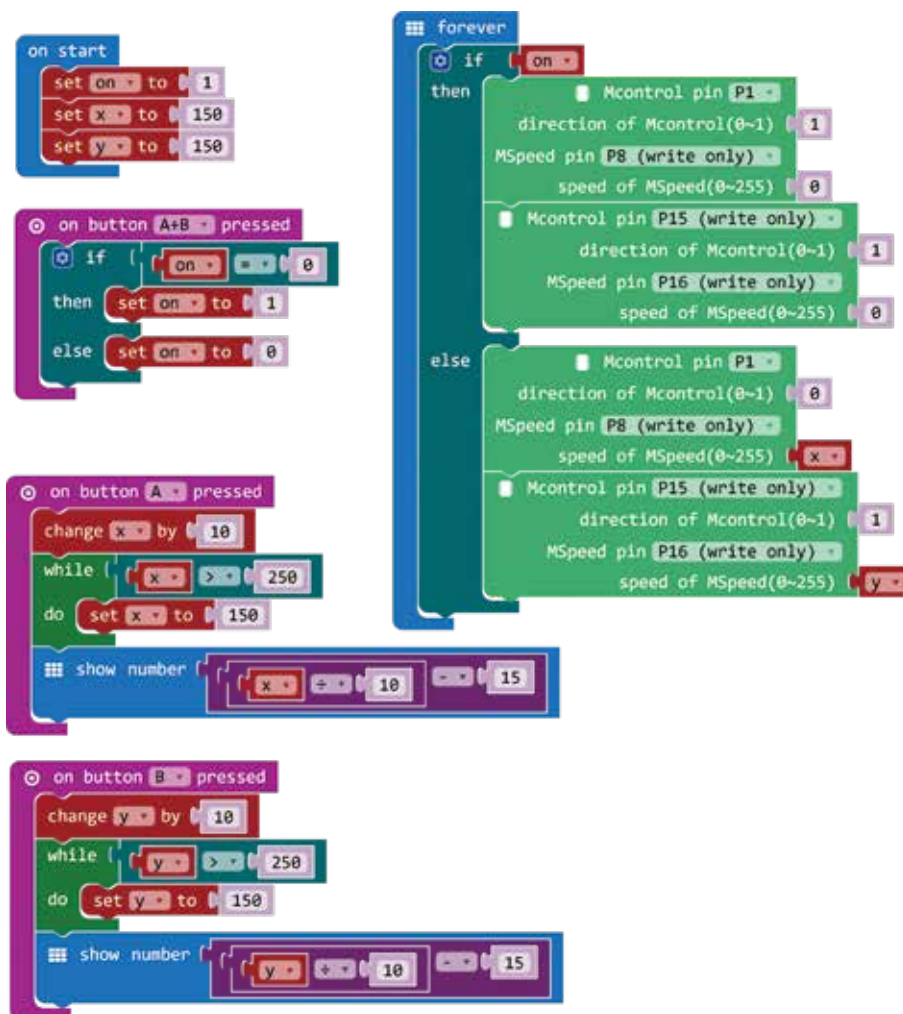 on start
set on to 1
set x to 150
set y to 150
on button A+B pressed
if on = 0
then set on to 1
else set on to 0
on button A pressed
change x by 10
while x > 250
do set x to 150
show number x ÷ 10 - 15
on button B pressed
change y by 10
while y > 250
do set y to 150
show number y ÷ 10 - 15
forever
if on
then Mcontrol pin P1
direction of Mcontrol(0~1) 1
MSpeed pin P8 (write only)
speed of MSpeed(0~255) 0
Mcontrol pin P15 (write only)
direction of Mcontrol(0~1) 1
MSpeed pin P16 (write only)
speed of MSpeed(0~255) 0
else Mcontrol pin P1
direction of Mcontrol(0~1) 0
MSpeed pin P8 (write only)
speed of MSpeed(0~255) x
Mcontrol pin P15 (write only)
direction of Mcontrol(0~1) 1
MSpeed pin P16 (write only)
speed of MSpeed(0~255) y